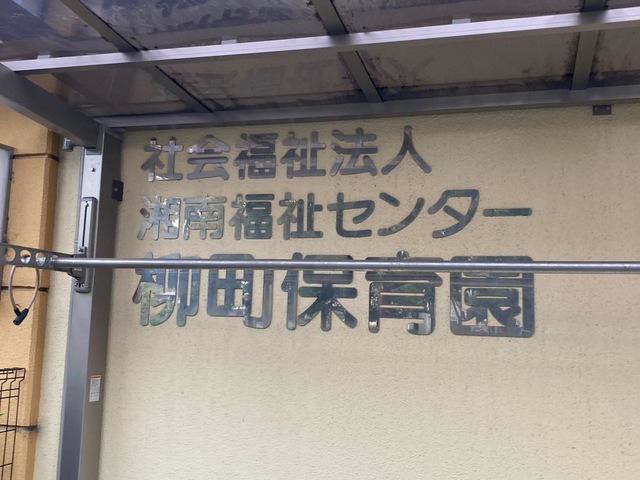 社会福祉法人
湘南福祉センター
柳町保育園